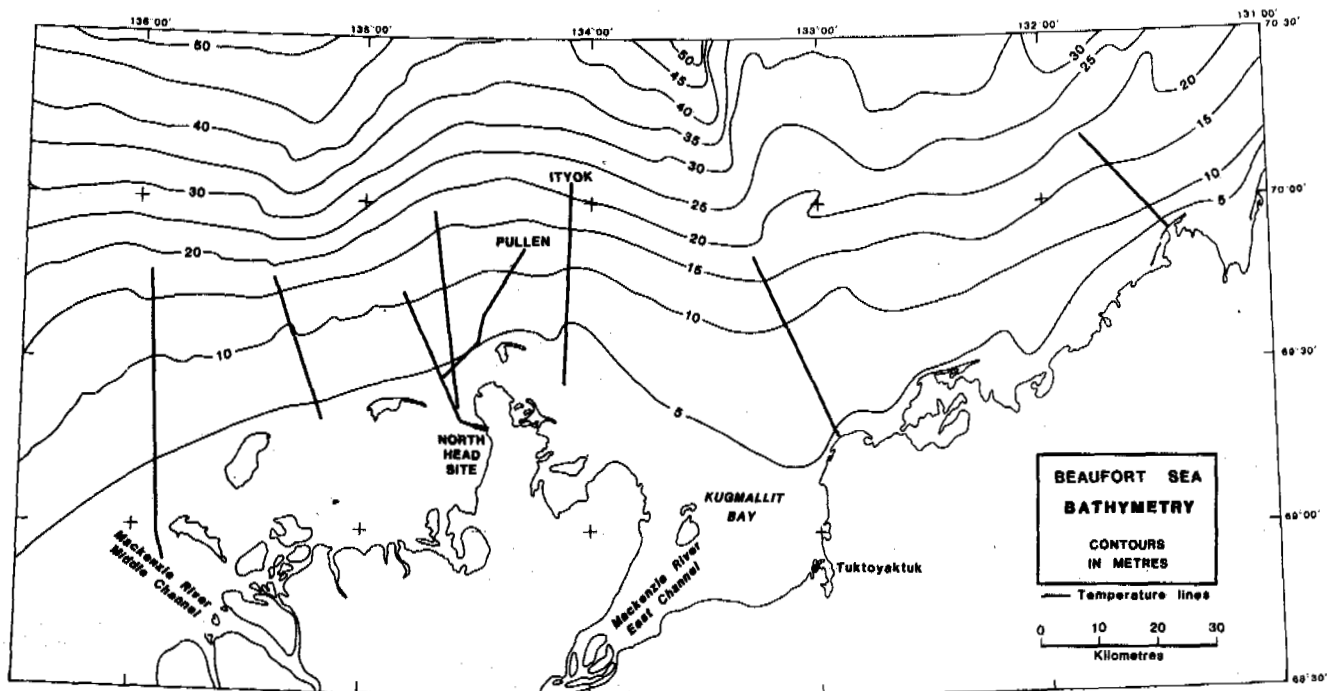 136°00' 135°00' 134°00' 133°00' 132°00' 131°00'
70°30'
50
50
45
40
40
35
30
30
25
20
15
10
5
30
25
20
15
10
20
10
5
ITYOK
PULLEN
70°00'
69°30'
NORTH
HEAD
SITE
KUGMALLIT
BAY
69°00'
Mackenzie River
Middle Channel
Mackenzie River
East Channel
Tuktoyaktuk
BEAUFORT SEA
BATHYMETRY
CONTOURS
IN METRES
Temperature lines
0 10 20 30
Kilometres
68°30'